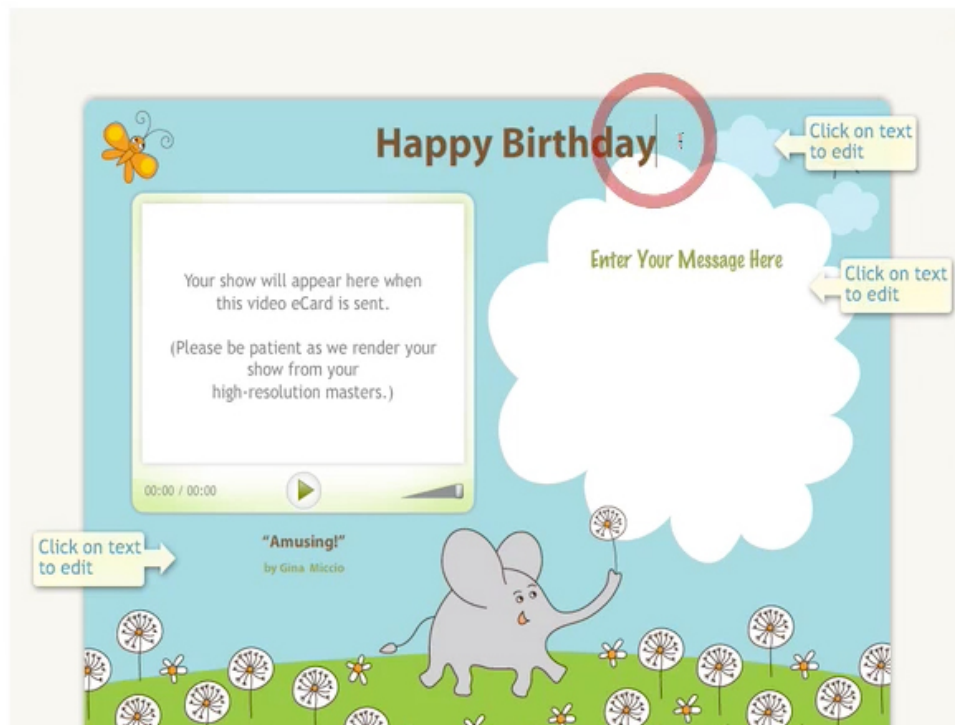 Happy Birthday
Click on text
to edit
Your show will appear here when
this video eCard is sent.
(Please be patient as we render your
show from your
high-resolution masters.)
00:00 / 00:00
Enter Your Message Here
Click on text
to edit
Click on text
to edit
“Amusing!”
by Gina Miccio